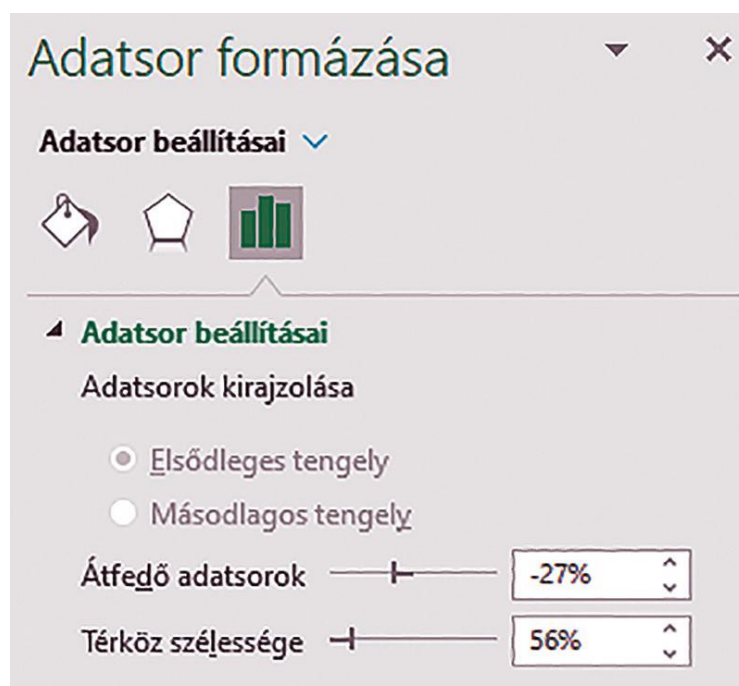 Adatsor formázása
Adatsor beállításai
Adatsor beállításai
Adatsorok kirajzolása
Elsődleges tengely
Másodlagos tengely
Átfedő adatsorok -27%
Térköz szélessége 56%